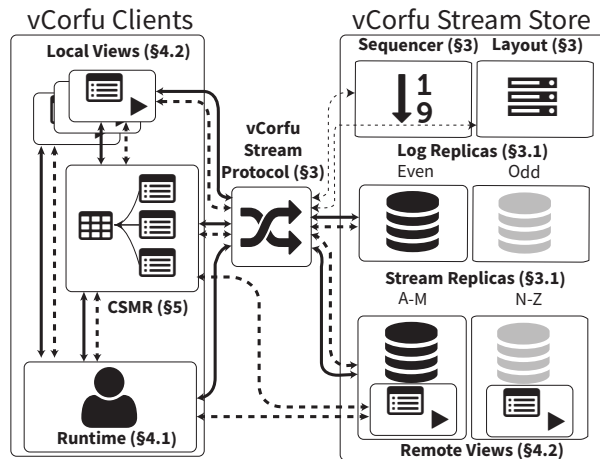 vCorfu Clients
Local Views (§4.2)
CSMR (§5)
Runtime (§4.1)
vCorfu
Stream
Protocol (§3)
vCorfu Stream Store
Sequencer (§3)
Layout (§3)
1
9
Log Replicas (§3.1)
Even
Odd
Stream Replicas (§3.1)
A-M
N-Z
Remote Views (§4.2)